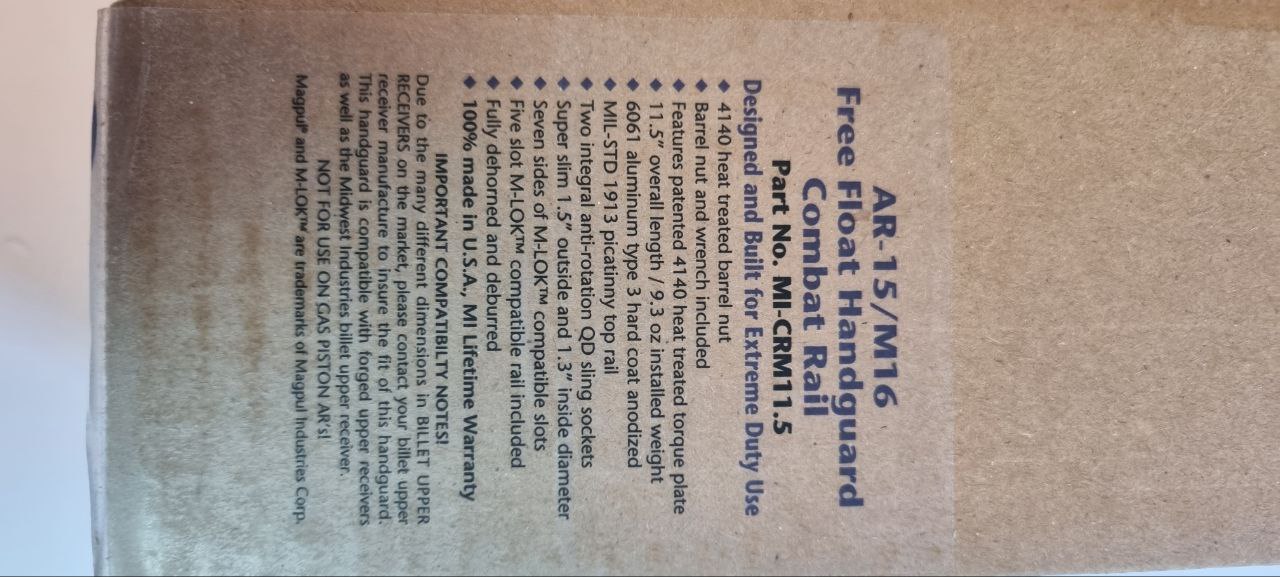 AR-15/M16
Free Float Handguard
Combat Rail
Part No. MI-CRM11.5
Designed and Built for Extreme Duty Use
◆ 4140 heat treated barrel nut
◆ Barrel nut and wrench included
◆ Features patented 4140 heat treated torque plate
◆ 11.5" overall length / 9.3 oz installed weight
◆ 6061 aluminum type 3 hard coat anodized
◆ MIL-STD 1913 picatinny top rail
◆ Two integral anti-rotation QD sling sockets
◆ Super slim 1.5" outside and 1.3" inside diameter
◆ Seven sides of M-LOK™ compatible slots
◆ Five slot M-LOK™ compatible rail included
◆ Fully dehorned and deburred
◆ 100% made in U.S.A., MI Lifetime Warranty
IMPORTANT COMPATIBILTY NOTES!
Due to the many different dimensions in BILLET UPPER
RECEIVERS on the market, please contact your billet upper
receiver manufacture to insure the fit of this handguard.
This handguard is compatible with forged upper receivers
as well as the Midwest Industries billet upper receiver.
NOT FOR USE ON GAS PISTON AR's!
Magpul® and M-LOK™ are trademarks of Magpul Industries Corp.